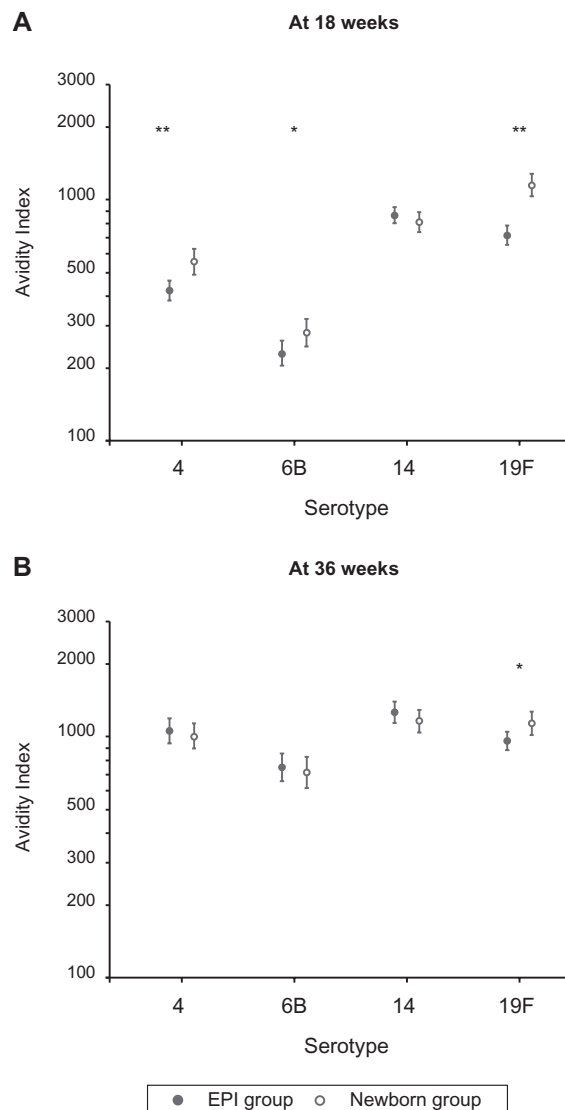 A
At 18 weeks
3000
2000
** * **
1000
500
300
200
100
Avidity Index
4 6B 14 19F
Serotype
B
At 36 weeks
3000
2000
*
1000
500
300
200
100
Avidity Index
4 6B 14 19F
Serotype
EPI group Newborn group